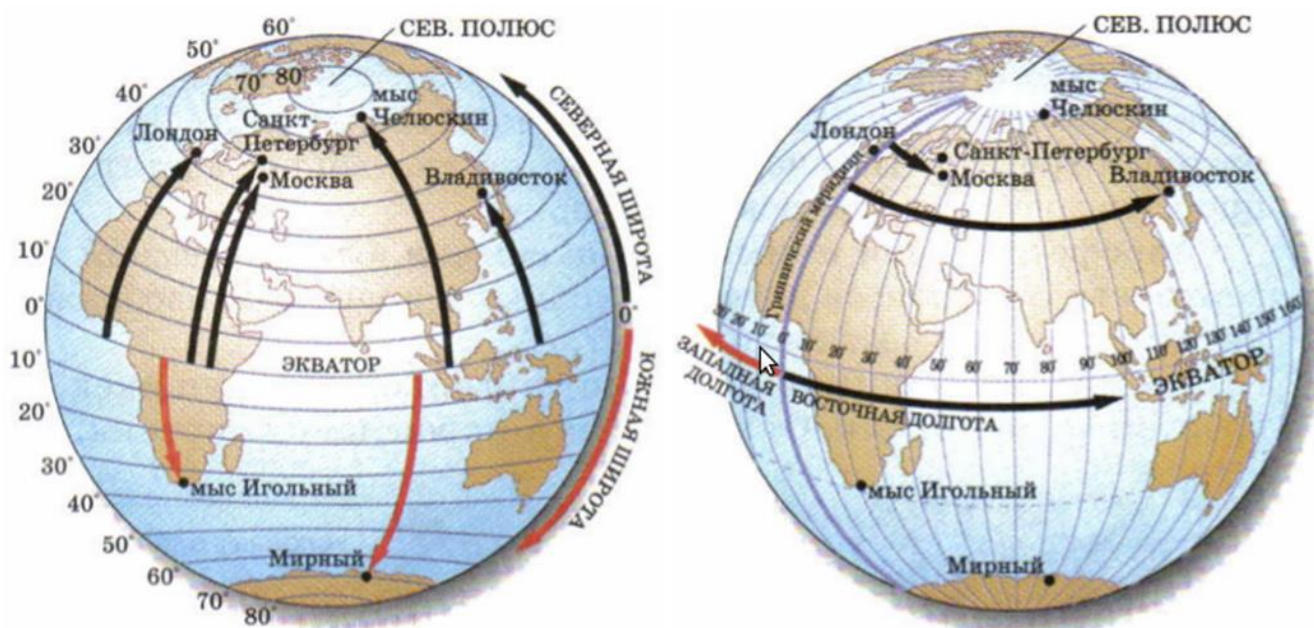 60°
СЕВ. ПОЛЮС
50°
40°
70° 80°
30°
20°
10°
0°
10°
20°
30°
40°
50°
60°
70°
80°
мыс
Челюскин
Санкт-
Петербург
Лондон
Москва
Владивосток
СЕВЕРНАЯ ШИРОТА
0°
ЮЖНАЯ ШИРОТА
ЭКВАТОР
мыс Игольный
Мирный
СЕВ. ПОЛЮС
мыс
Челюскин
Лондон
Санкт-Петербург
Москва
Владивосток
Гринвичский меридиан
20° 10° 0° 10° 20° 30° 40° 50° 60° 70° 80° 90° 100° 110° 120° 130° 140° 150° 160°
ЭКВАТОР
ЗАПАДНАЯ
ДОЛГОТА
ВОСТОЧНАЯ ДОЛГОТА
мыс Игольный
Мирный